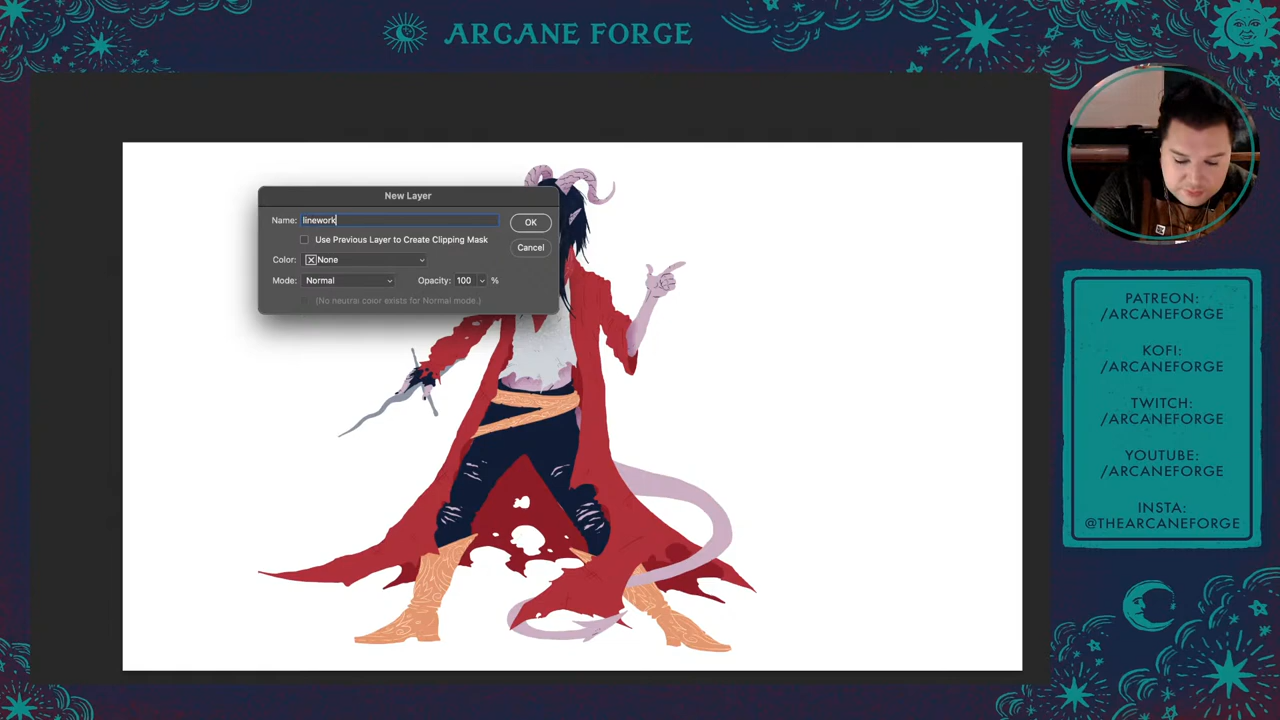 ARCANE FORGE
New Layer
Name: linework
OK
Use Previous Layer to Create Clipping Mask
Cancel
Color: None
Mode: Normal Opacity: 100 %
(No neutral color exists for Normal mode.)
PATREON:
/ARCANEFORGE
KOFI:
/ARCANEFORGE
TWITCH:
/ARCANEFORGE
YOUTUBE:
/ARCANEFORGE
INSTA:
@THEARCANEFORGE